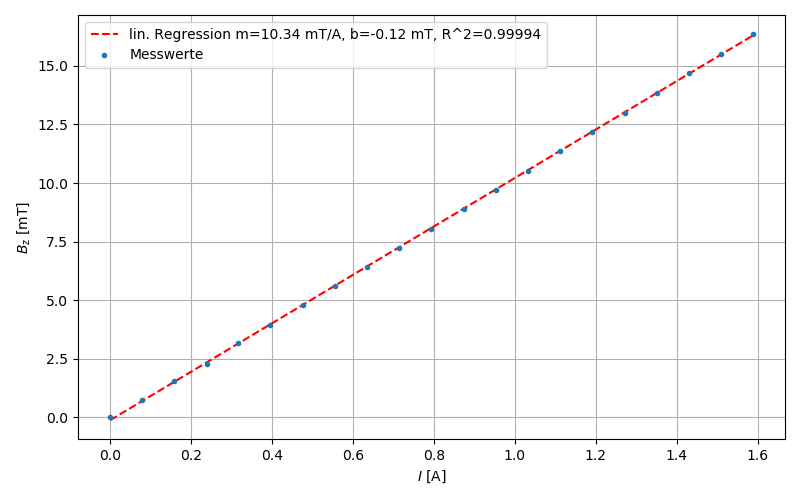 lin. Regression m=10.34 mT/A, b=-0.12 mT, R^2=0.99994
Messwerte
15.0
12.5
10.0
7.5
5.0
2.5
0.0
B_z [mT]
0.0 0.2 0.4 0.6 0.8 1.0 1.2 1.4 1.6
I [A]